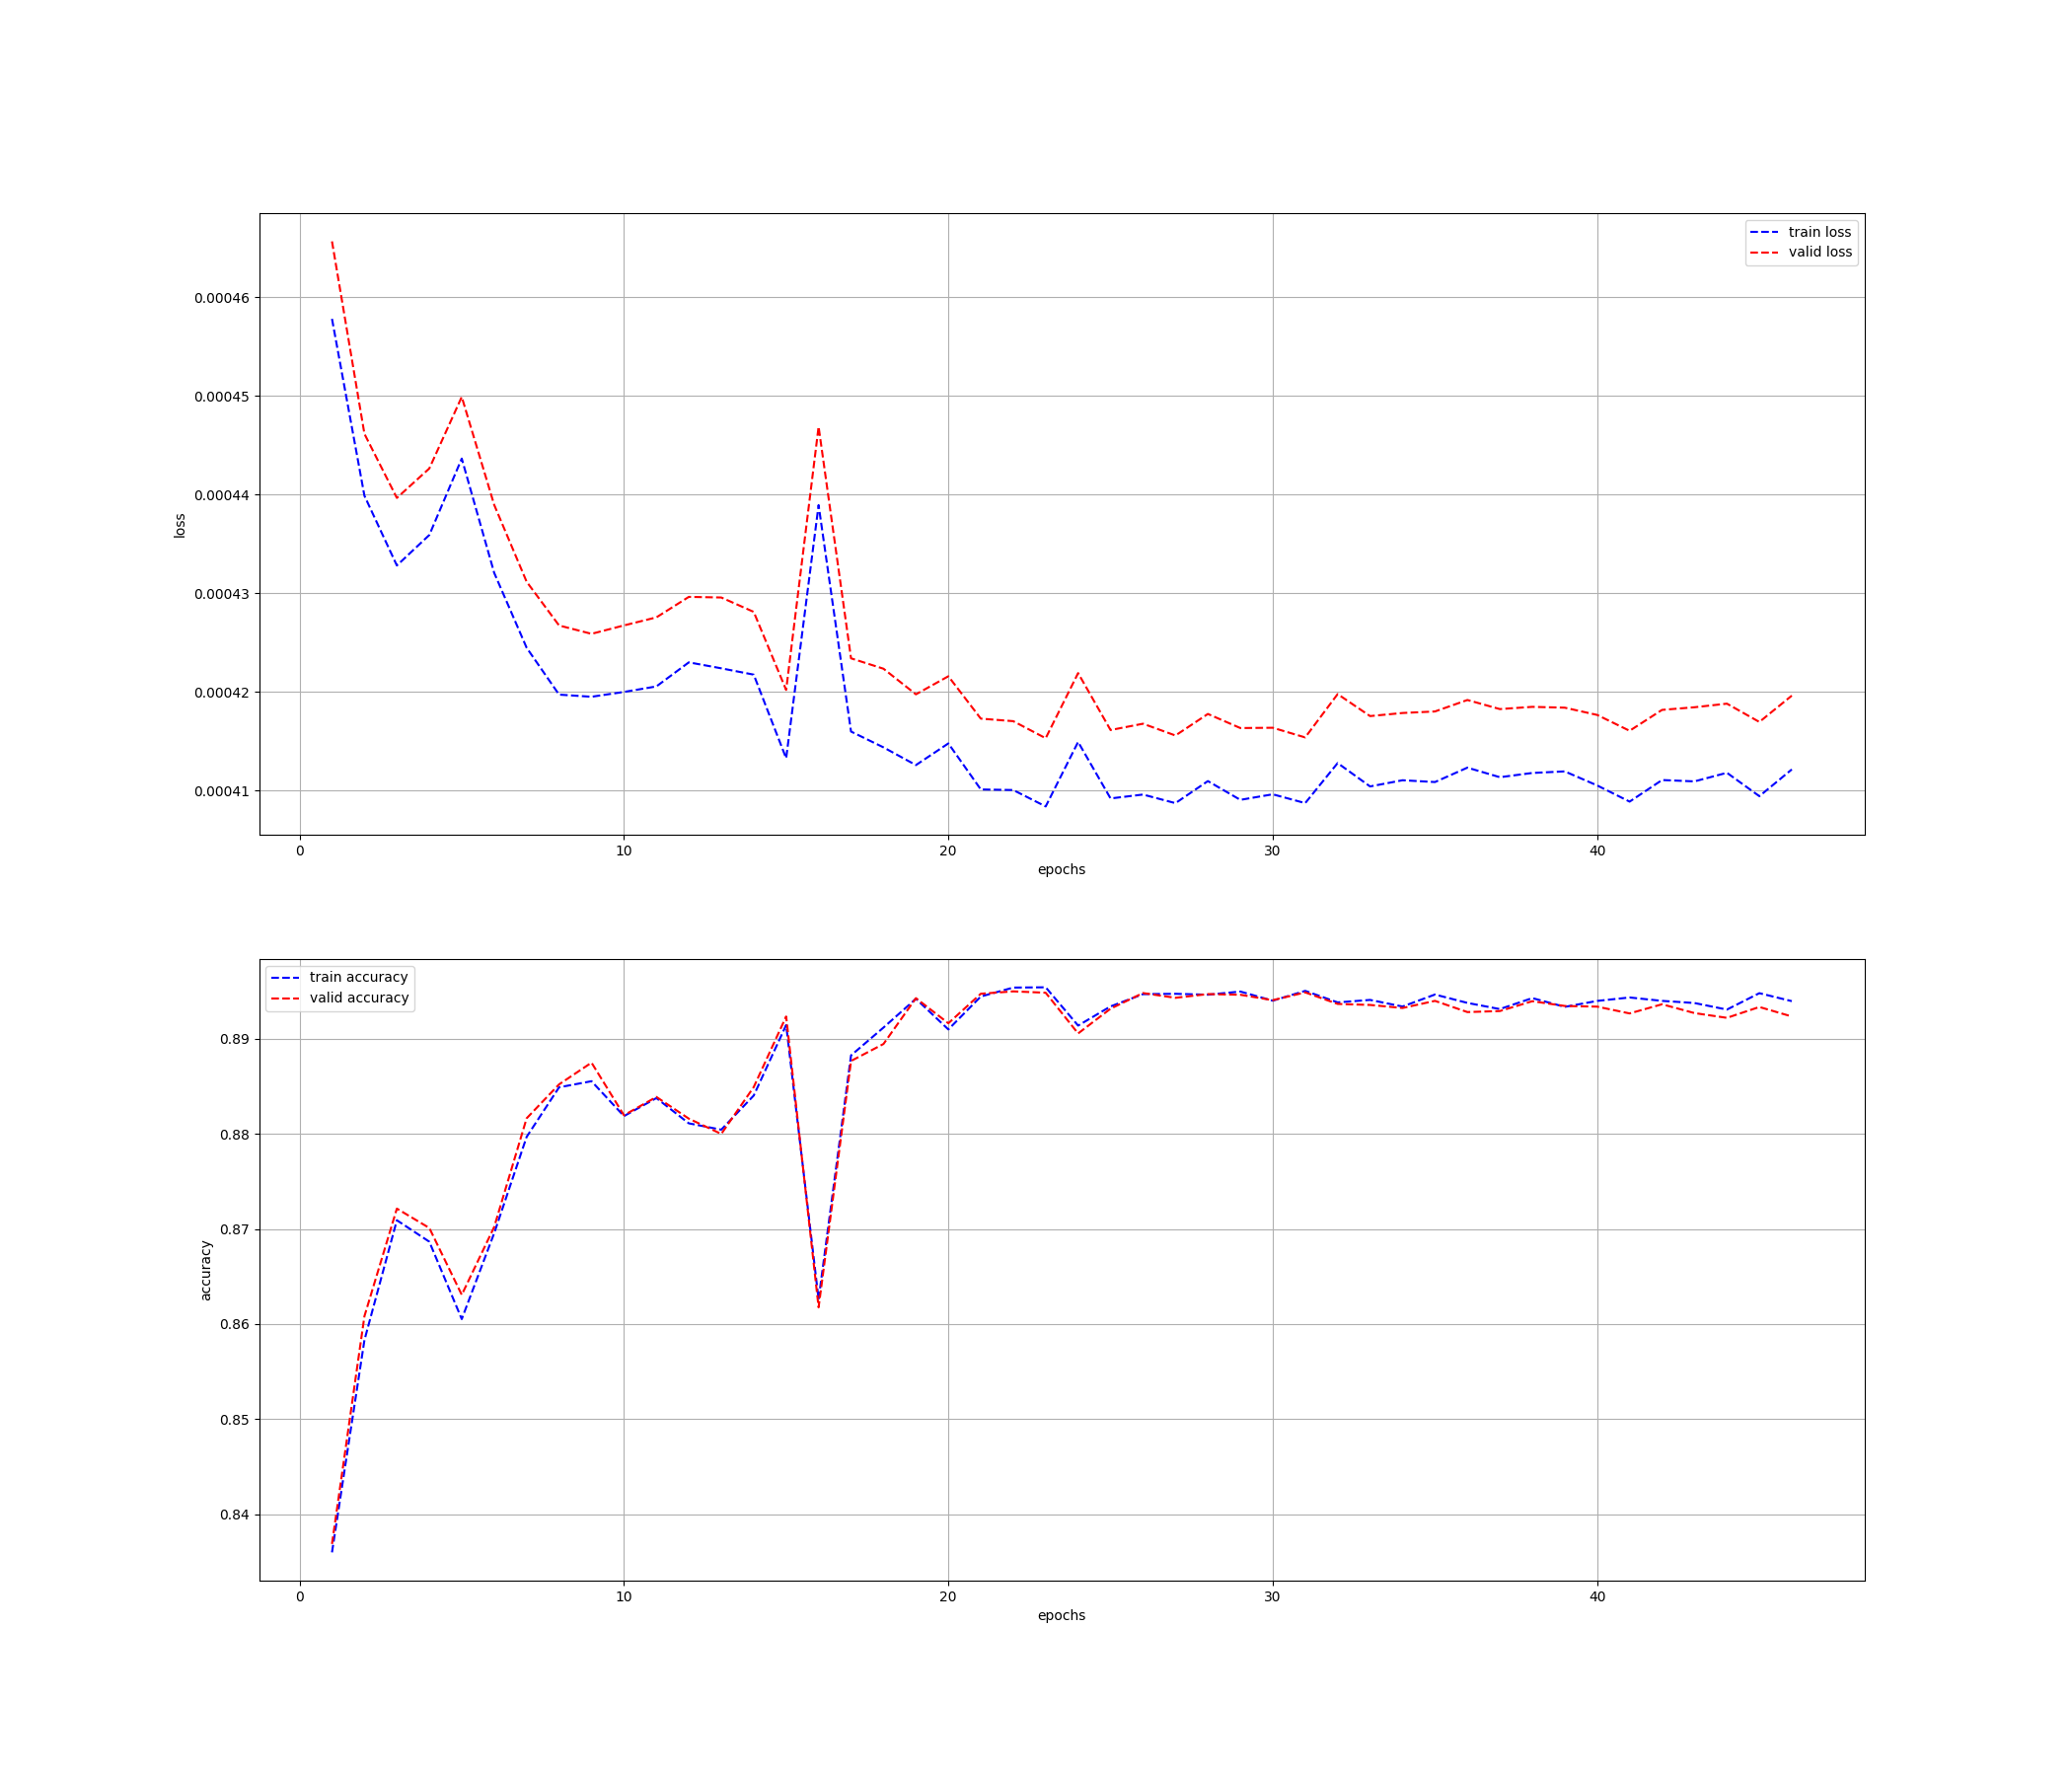 train loss
valid loss
0.00046
0.00045
0.00044
0.00043
0.00042
0.00041
loss
0 10 20 30 40
epochs
train accuracy
valid accuracy
0.89
0.88
0.87
0.86
0.85
0.84
accuracy
0 10 20 30 40
epochs